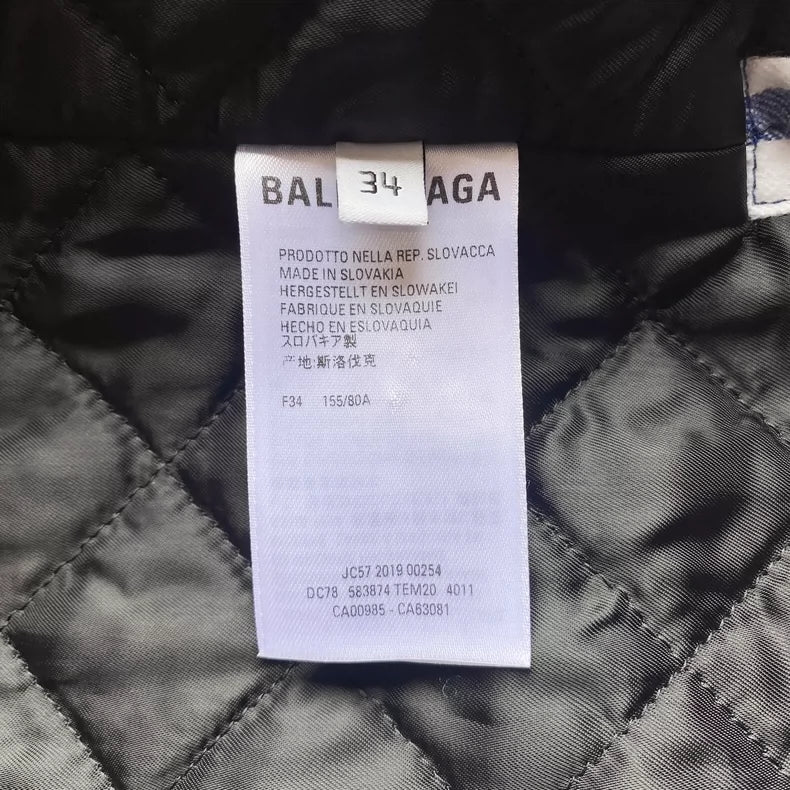 BAL 34 AGA
PRODOTTO NELLA REP. SLOVACCA
MADE IN SLOVAKIA
HERGESTELLT EN SLOWAKEI
FABRIQUE EN SLOVAQUIE
HECHO EN ESLOVAQUIA
スロバキア製
产地:斯洛伐克
F34 155/80A
JC57 2019 00254
DC78 583874 TEM20 4011
CA00985 - CA63081